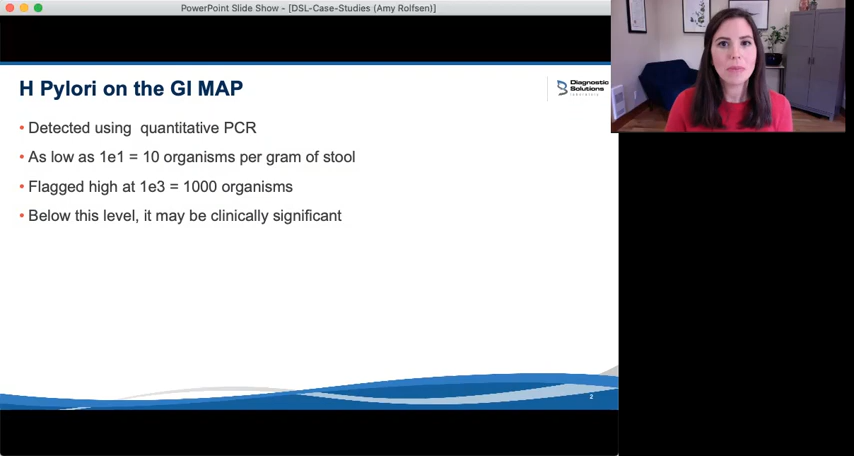 PowerPoint Slide Show - [DSL-Case-Studies (Amy Rolfsen)]
H Pylori on the GI MAP
Diagnostic
Solutions
• Detected using  quantitative PCR
• As low as 1e1 = 10 organisms per gram of stool
• Flagged high at 1e3 = 1000 organisms
• Below this level, it may be clinically significant
2